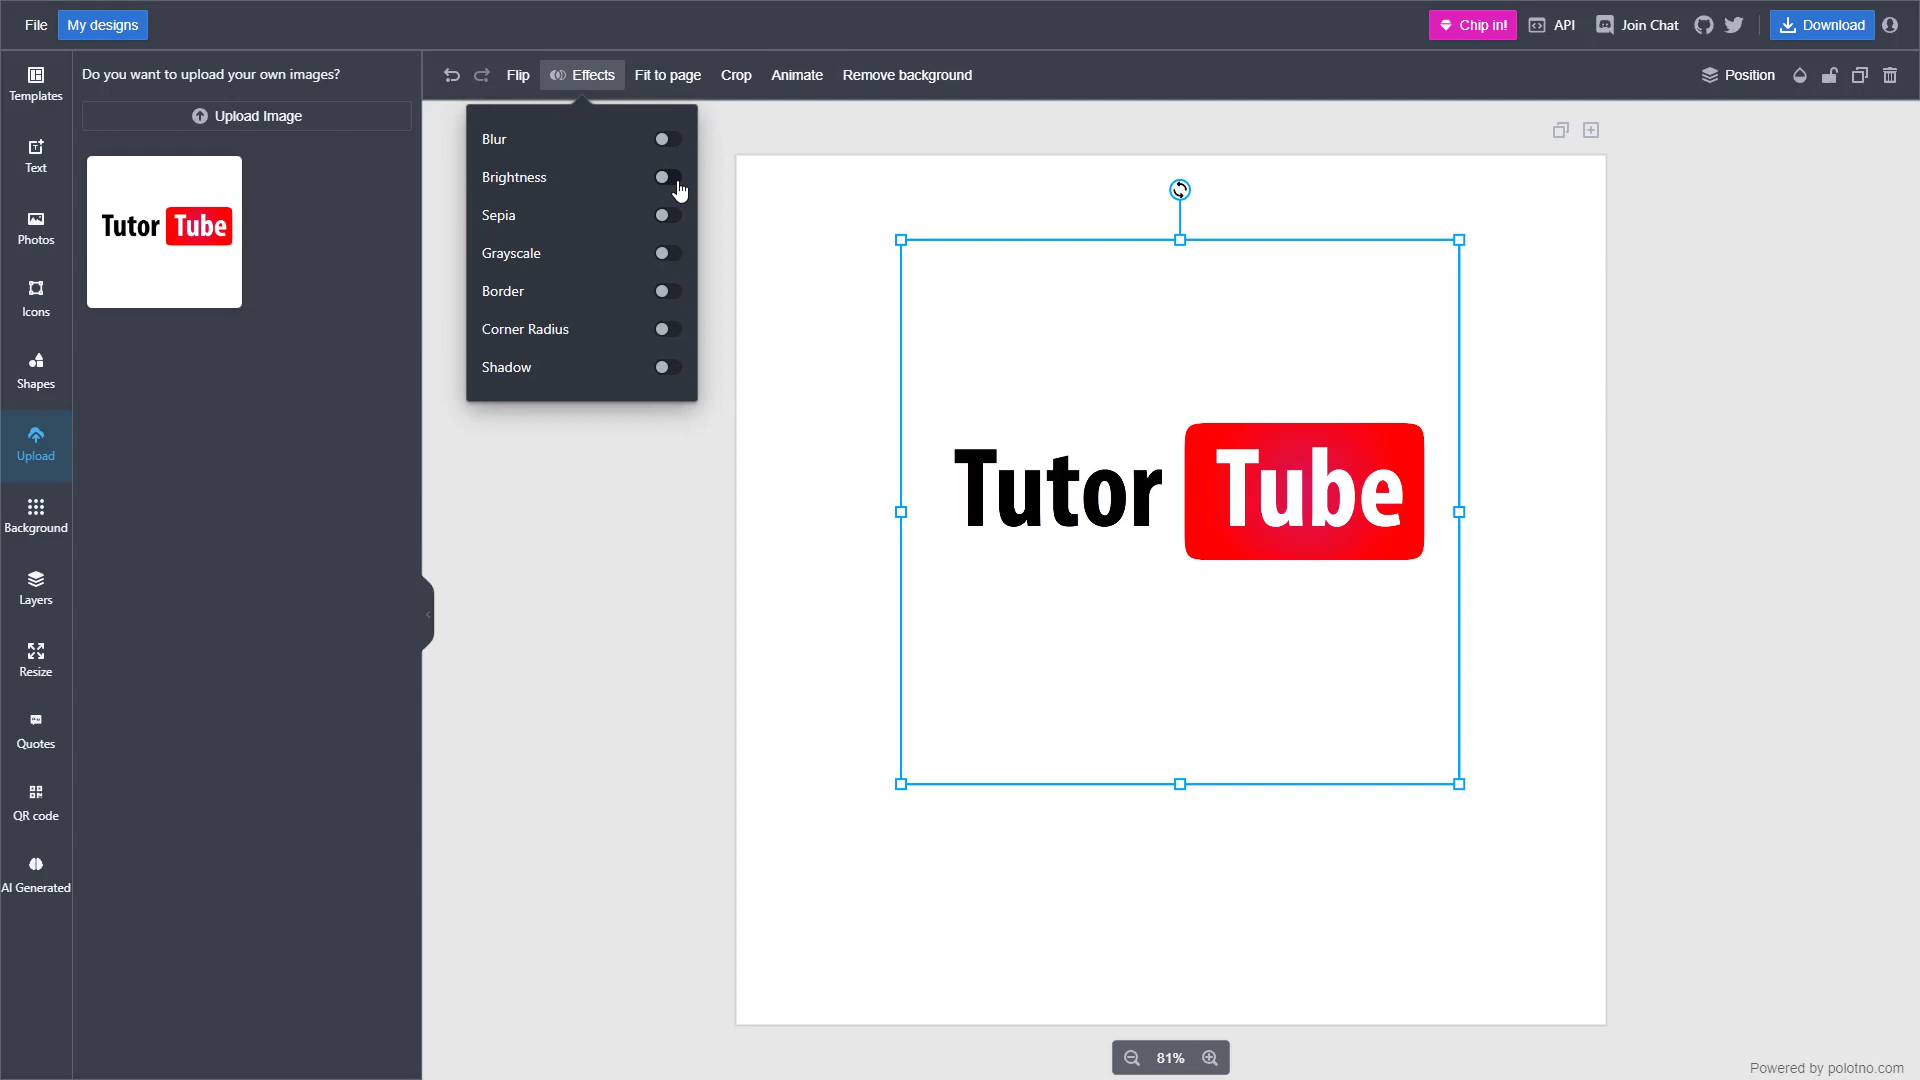 File My designs Chip in! API Join Chat Download
Do you want to upload your own images?
Upload Image
Tutor Tube
Templates
Text
Photos
Icons
Shapes
Upload
Background
Layers
Resize
Quotes
QR code
AI Generated
Flip Effects Fit to page Crop Animate Remove background Position
Blur
Brightness
Sepia
Grayscale
Border
Corner Radius
Shadow
Tutor Tube
81%
Powered by polotno.com